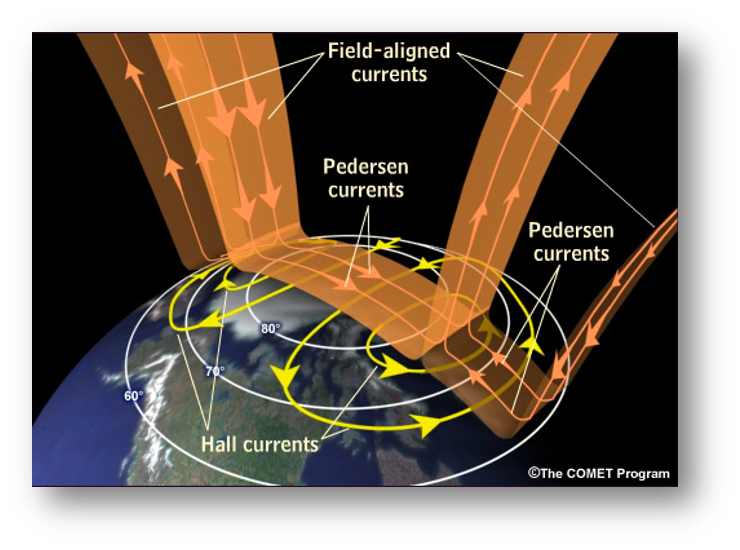 Field-aligned
currents
Pedersen
currents
Pedersen
currents
80°
70°
60°
Hall currents
©The COMET Program